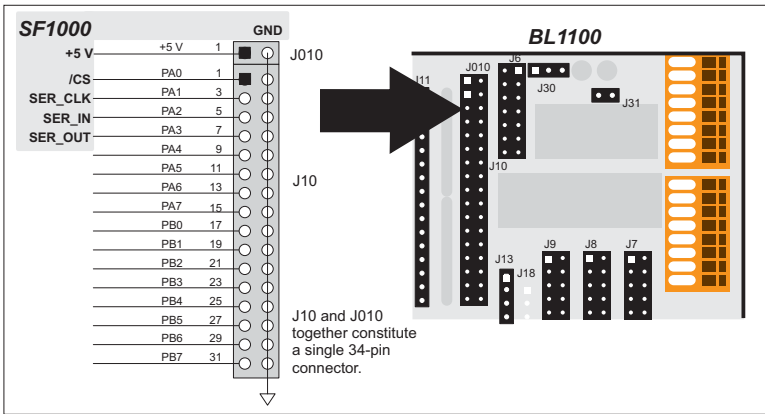 SF1000
GND
+5 V +5 V 1
J010
/CS PA0 1
SER_CLK PA1 3
SER_IN PA2 5
SER_OUT PA3 7
PA4 9
PA5 11
J10
PA6 13
PA7 15
PB0 17
PB1 19
PB2 21
PB3 23
PB4 25
PB5 27
PB6 29
PB7 31
J10 and J010
together constitute
a single 34-pin
connector.
BL1100
J11
J010
J6
J30
J31
J10
J13
J18
J9
J8
J7